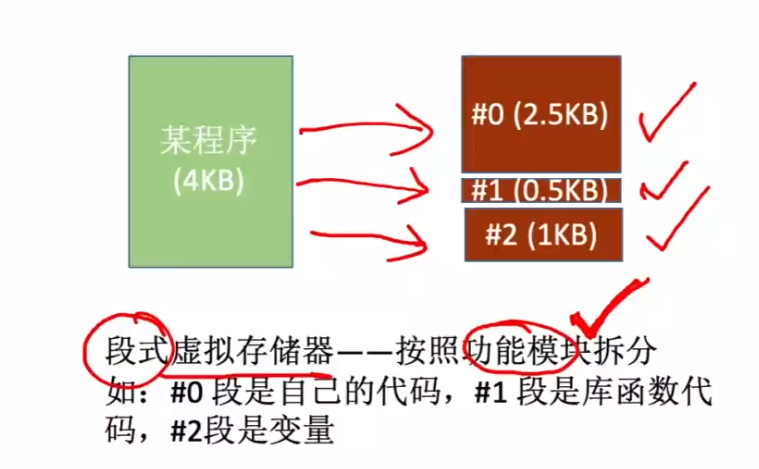 某程序
(4KB)
#0 (2.5KB)
#1 (0.5KB)
#2 (1KB)
段式虚拟存储器——按照功能模块拆分
如：#0 段是自己的代码，#1 段是库函数代
码，#2段是变量